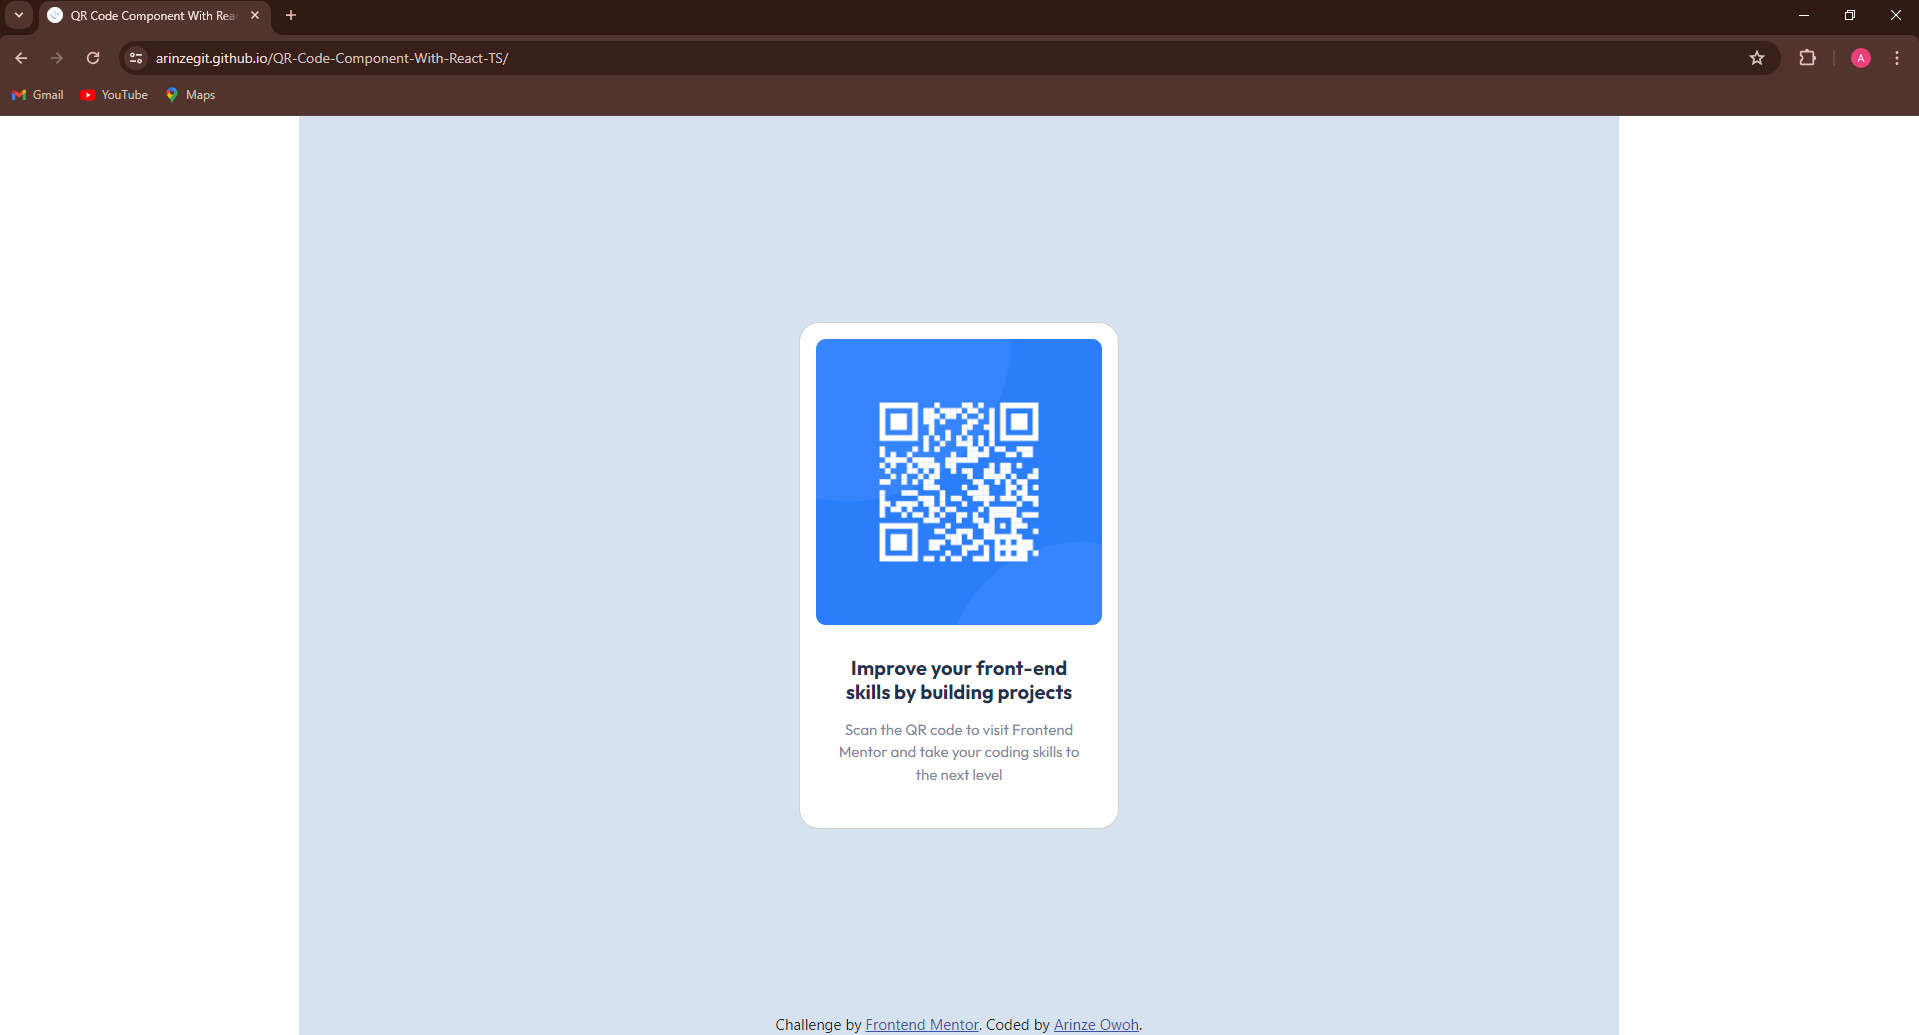 QR Code Component With Rea
arinzegit.github.io/QR-Code-Component-With-React-TS/
A
Gmail
YouTube
Maps
Improve your front-end
skills by building projects
Scan the QR code to visit Frontend
Mentor and take your coding skills to
the next level
Challenge by Frontend Mentor. Coded by Arinze Owoh.